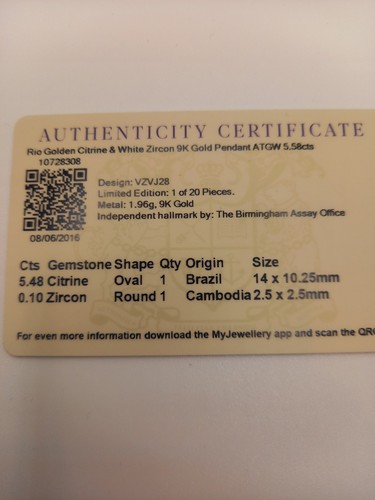 AUTHENTICITY CERTIFICATE
Rio Golden Citrine & White Zircon 9K Gold Pendant ATGW 5.58cts
10728308
Design: VZVJ28
Limited Edition: 1 of 20 Pieces.
Metal: 1.96g, 9K Gold
Independent hallmark by: The Birmingham Assay Office
08/06/2016
Cts Gemstone Shape Qty Origin Size
5.48 Citrine Oval 1 Brazil 14 x 10.25mm
0.10 Zircon Round 1 Cambodia 2.5 x 2.5mm
For even more information download the MyJewellery app and scan the QR